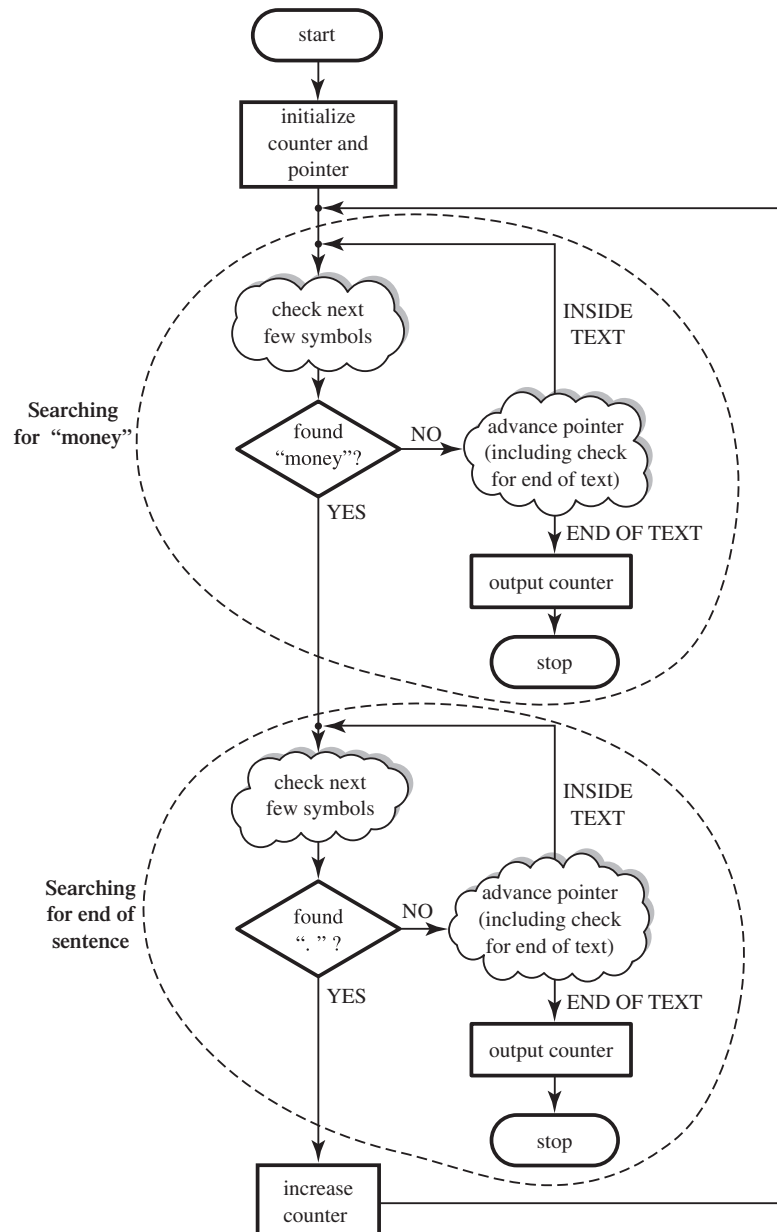 start
initialize
counter and
pointer
check next
few symbols
INSIDE
TEXT
Searching
for “money”
found
“money”?
NO
advance pointer
(including check
for end of text)
YES
END OF TEXT
output counter
stop
check next
few symbols
INSIDE
TEXT
Searching
for end of
sentence
found
“. ” ?
NO
advance pointer
(including check
for end of text)
YES
END OF TEXT
output counter
stop
increase
counter